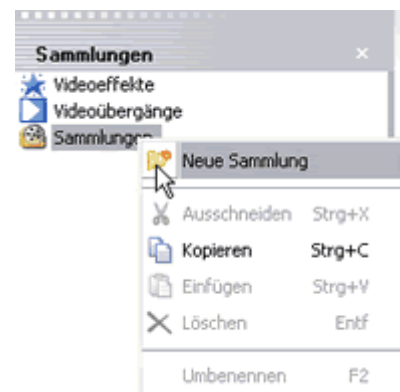 Sammlungen
Videoeffekte
Videoübergänge
Sammlungen
Neue Sammlung
Ausschneiden Strg+X
Kopieren Strg+C
Einfügen Strg+V
Löschen Entf
Umbenennen F2